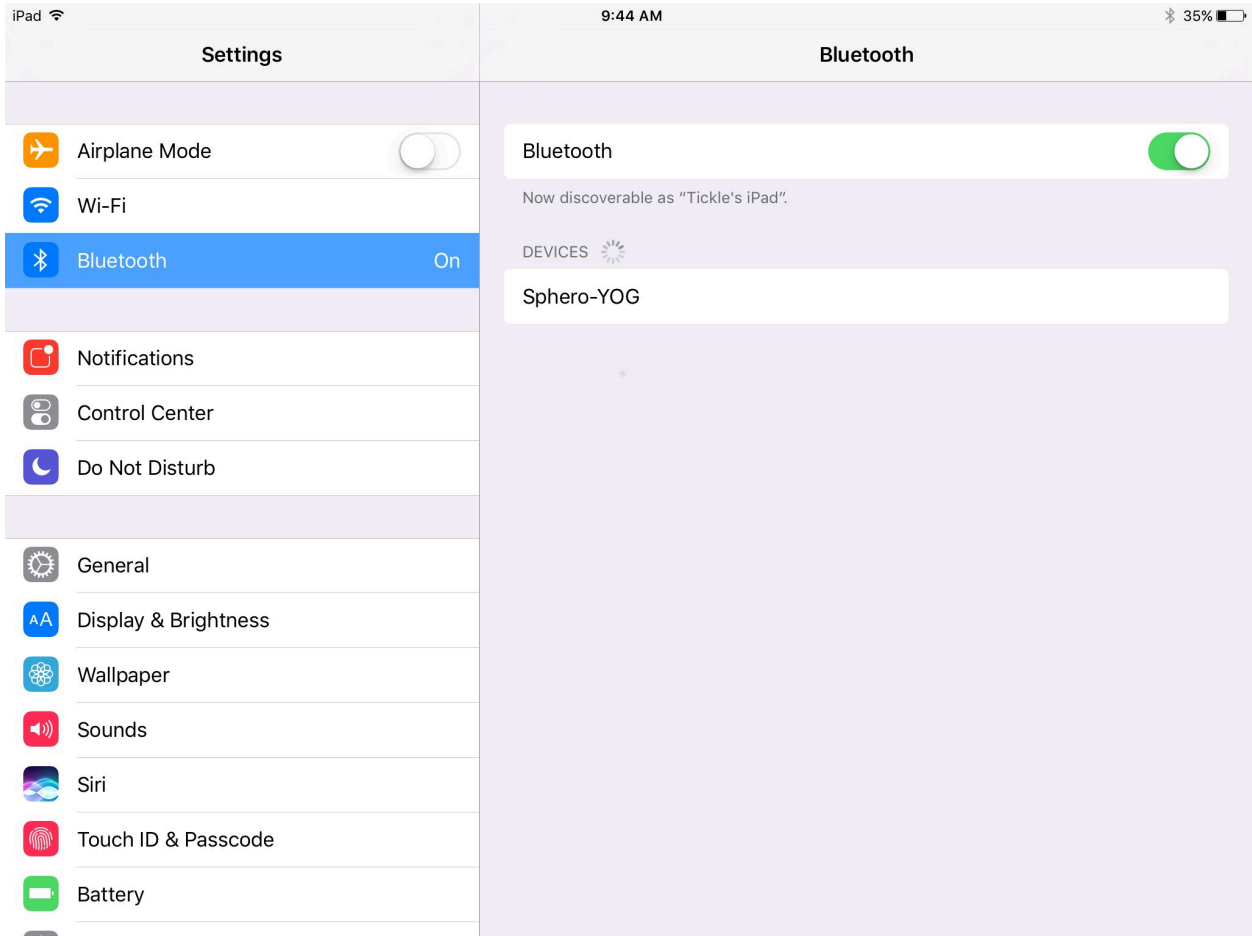 iPad 9:44 AM 35%
Settings
Bluetooth
Airplane Mode
Wi-Fi
Bluetooth On
Notifications
Control Center
Do Not Disturb
General
AA Display & Brightness
Wallpaper
Sounds
Siri
Touch ID & Passcode
Battery
Bluetooth
Now discoverable as “Tickle's iPad”.
DEVICES
Sphero-YOG